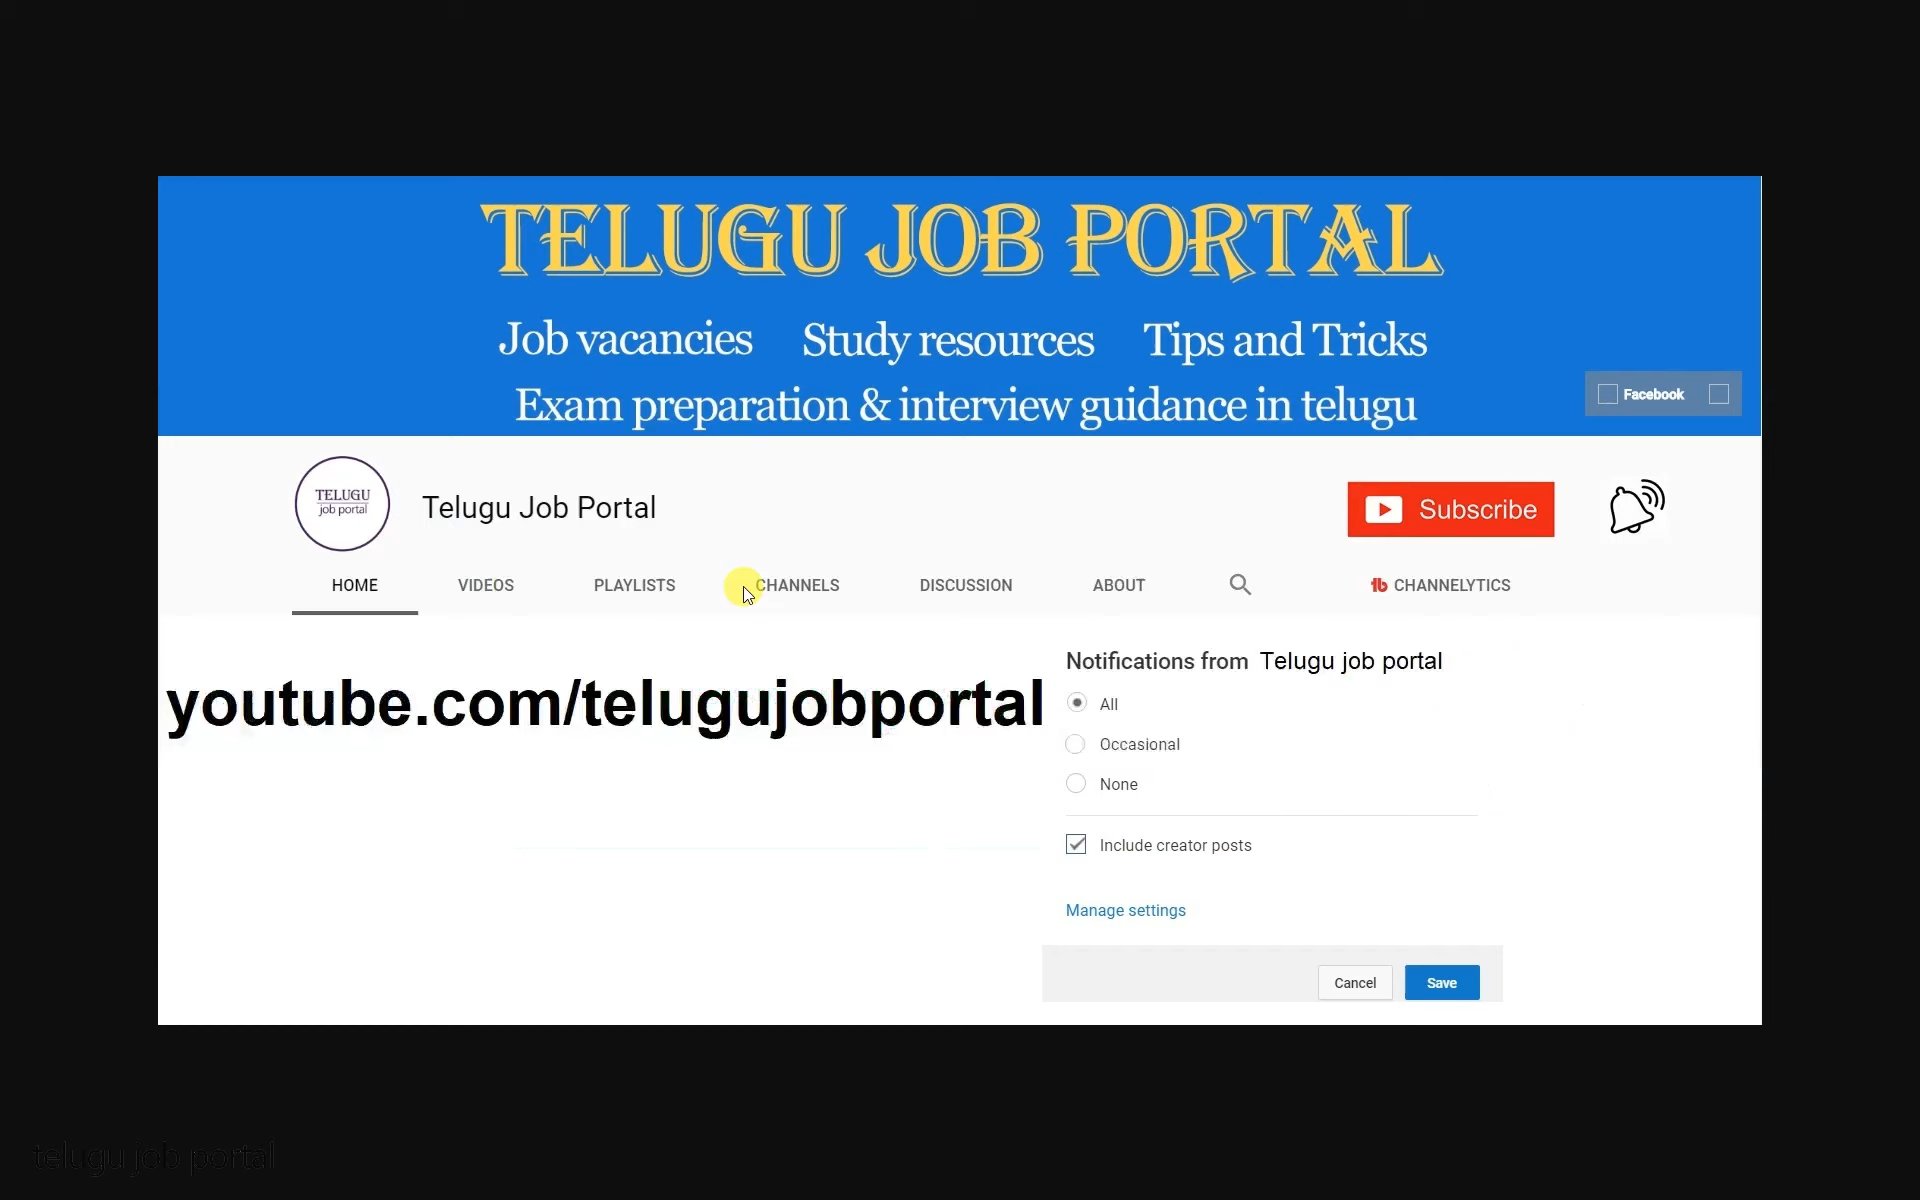 TELUGU JOB PORTAL
Job vacancies Study resources Tips and Tricks
Exam preparation & interview guidance in telugu
Facebook
TELUGU
job portal
Telugu Job Portal
Subscribe
HOME VIDEOS PLAYLISTS CHANNELS DISCUSSION ABOUT CHANNELYTICS
youtube.com/telugujobportal
Notifications from Telugu job portal
All
Occasional
None
Include creator posts
Manage settings
Cancel Save
telugu job portal